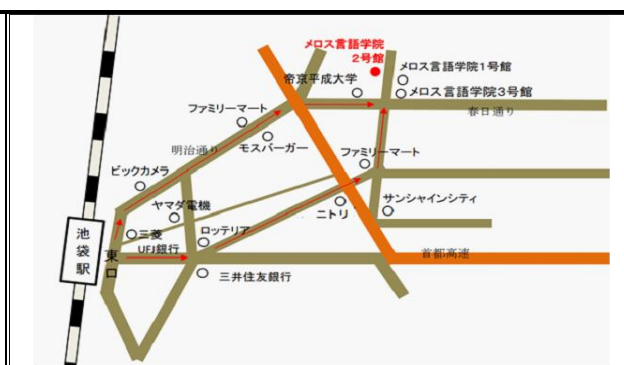 メロス言語学院
2号館
メロス言語学院1号館
帝京平成大学
メロス言語学院3号館
ファミリーマート
春日通り
明治通り
モスバーガー
ファミリーマート
ビックカメラ
ヤマダ電機
ニトリ
サンシャインシティ
池袋駅
東口
三菱
UFJ銀行
ロッテリア
首都高速
三井住友銀行